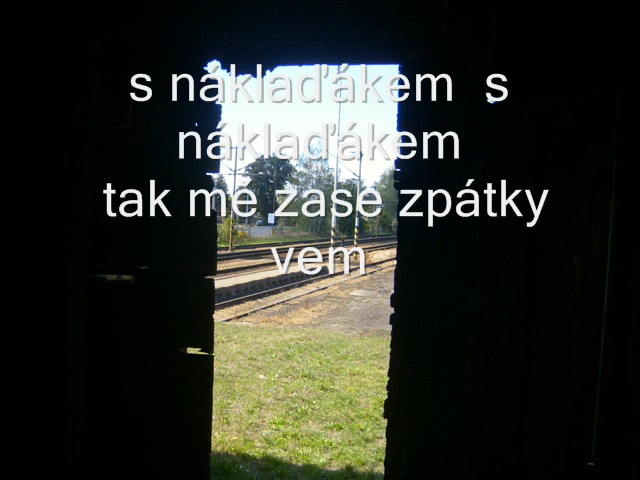 s náklaďákem  s
náklaďákem
tak mě zase zpátky
vem